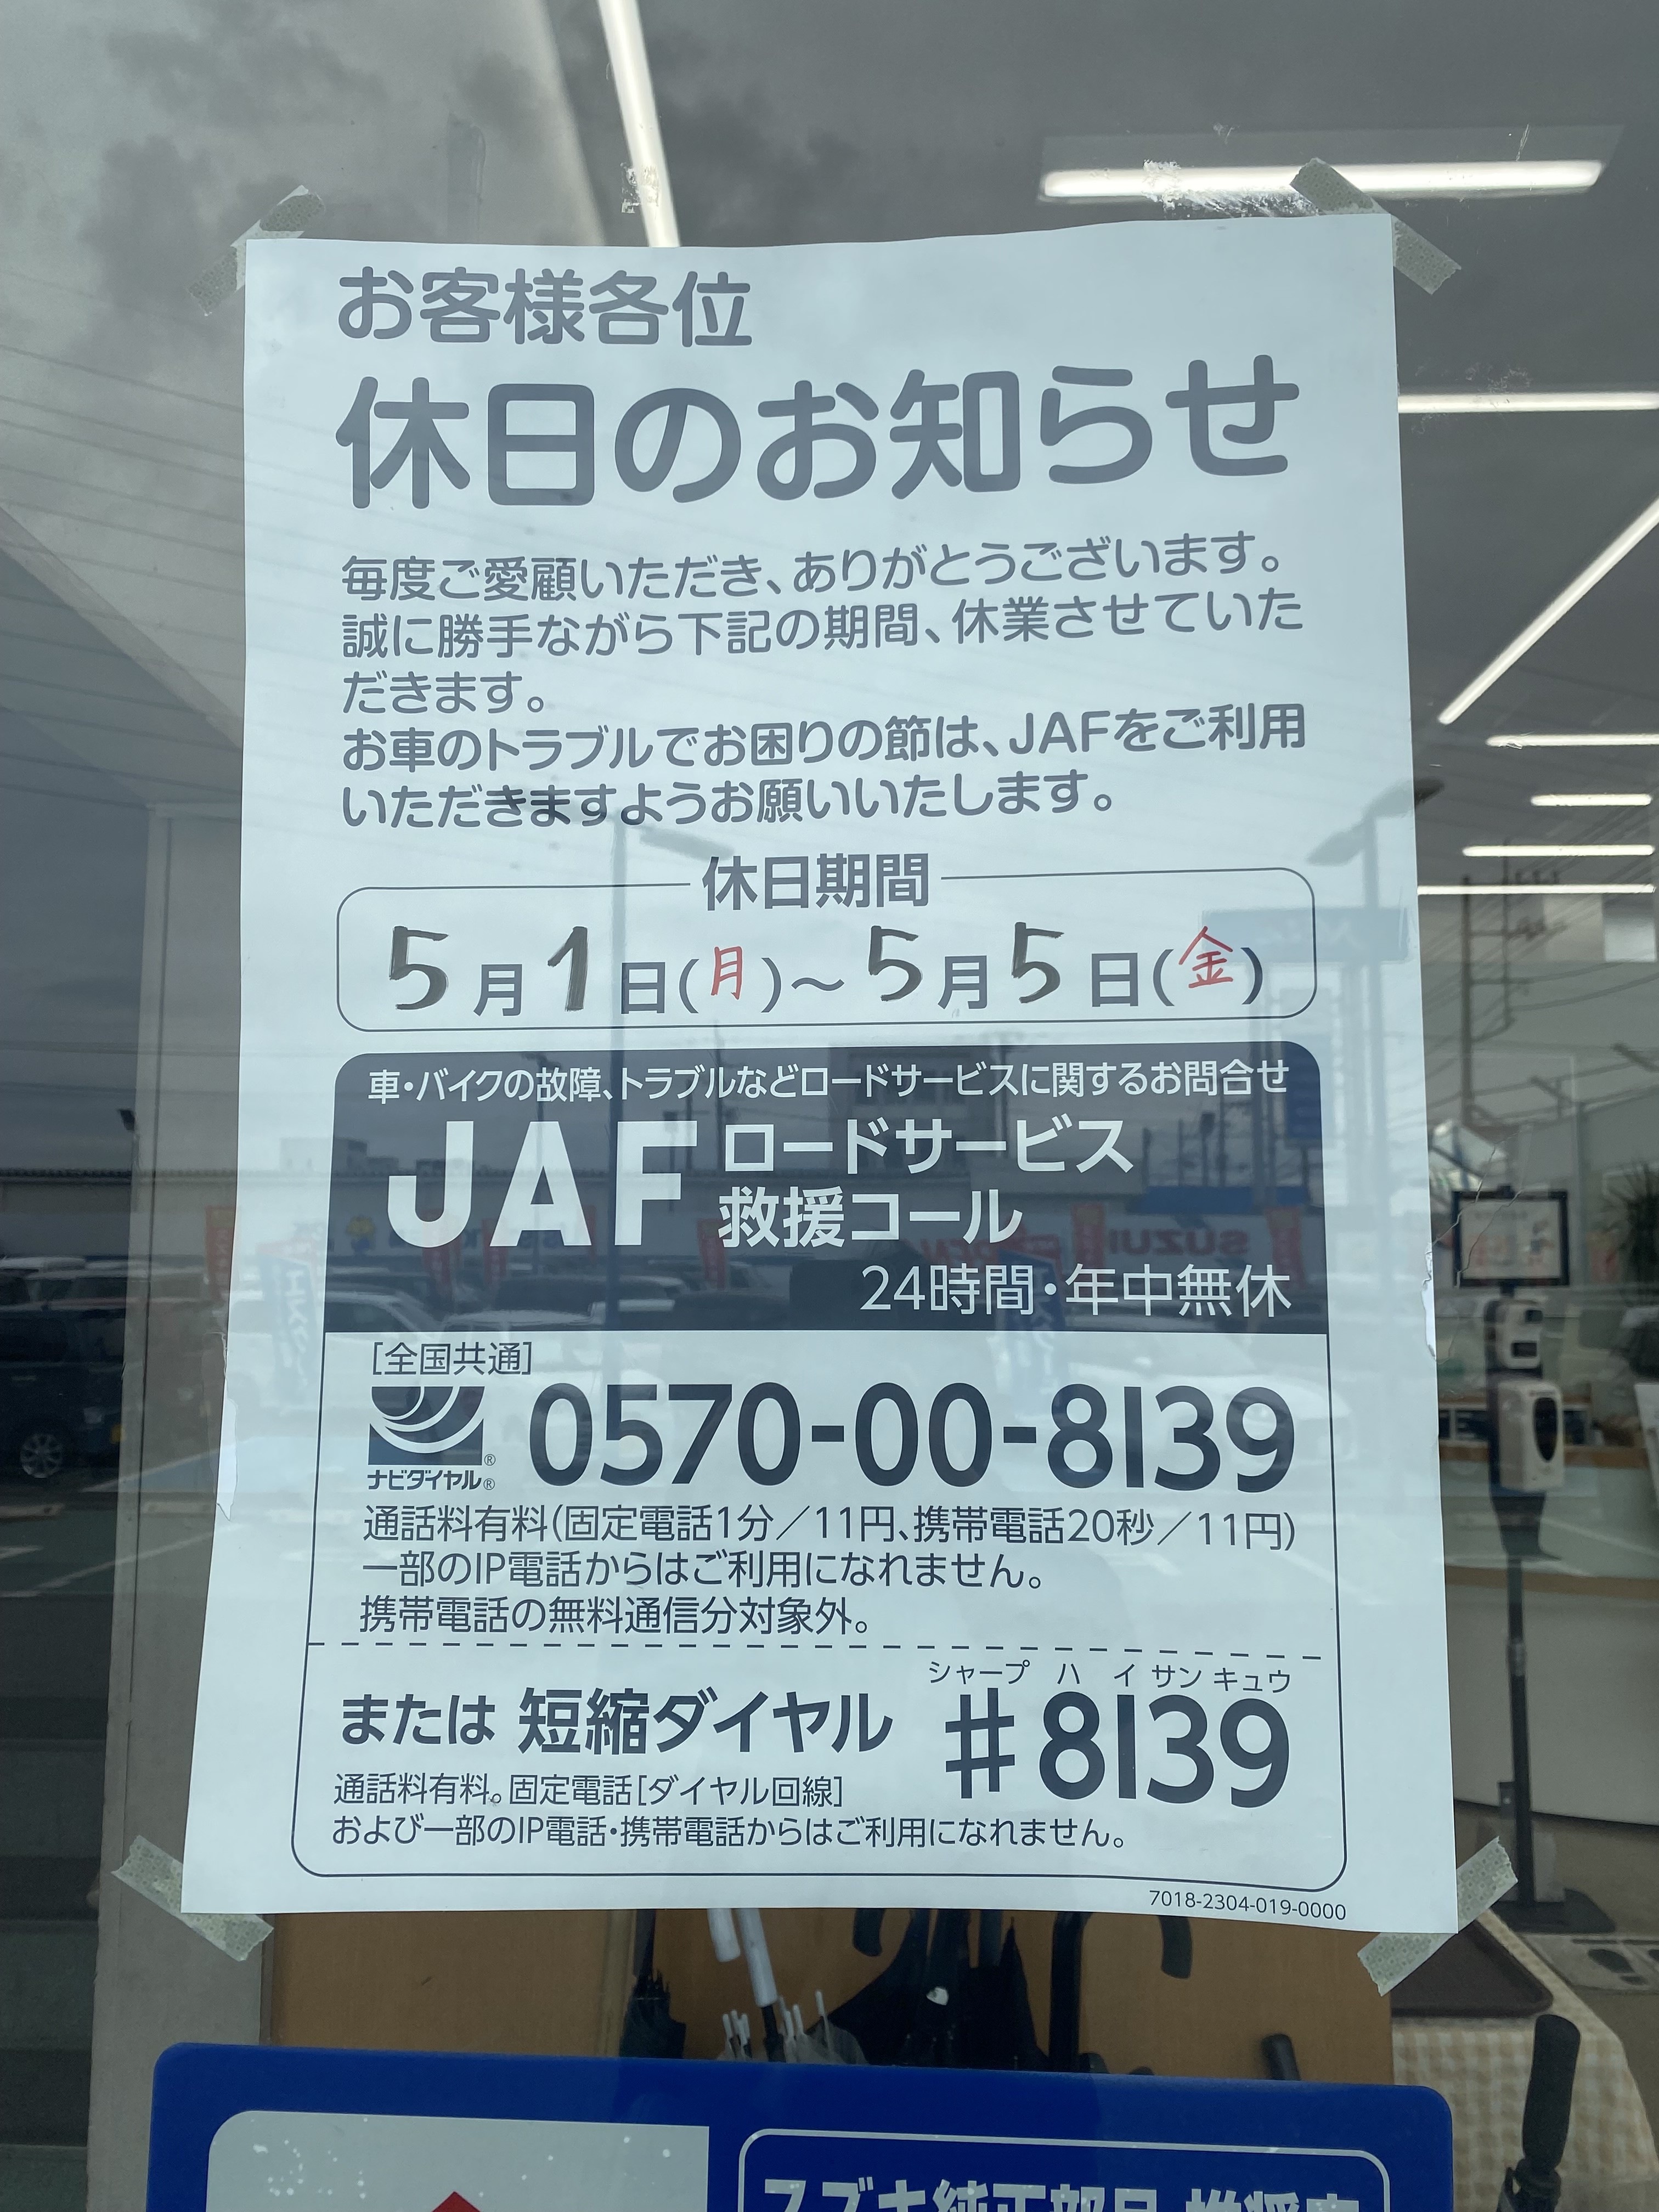 お客様各位
休日のお知らせ
毎度ご愛顧いただき、ありがとうございます。
誠に勝手ながら下記の期間、休業させていた
だきます。
お車のトラブルでお困りの節は、JAFをご利用
いただきますようお願いいたします。
休日期間
5月1日(月)～5月5日(金)
車・バイクの故障、トラブルなどロードサービスに関するお問合せ
JAF ロードサービス
救援コール
24時間・年中無休
[全国共通]
ナビダイヤル® 0570-00-8139
通話料有料(固定電話1分／11円、携帯電話20秒／11円)
一部のIP電話からはご利用になれません。
携帯電話の無料通信分対象外。
シャープ ハ イ サン キュウ
または 短縮ダイヤル #8139
通話料有料。固定電話[ダイヤル回線]
および一部のIP電話・携帯電話からはご利用になれません。
7018-2304-019-0000
スズキ純正部品